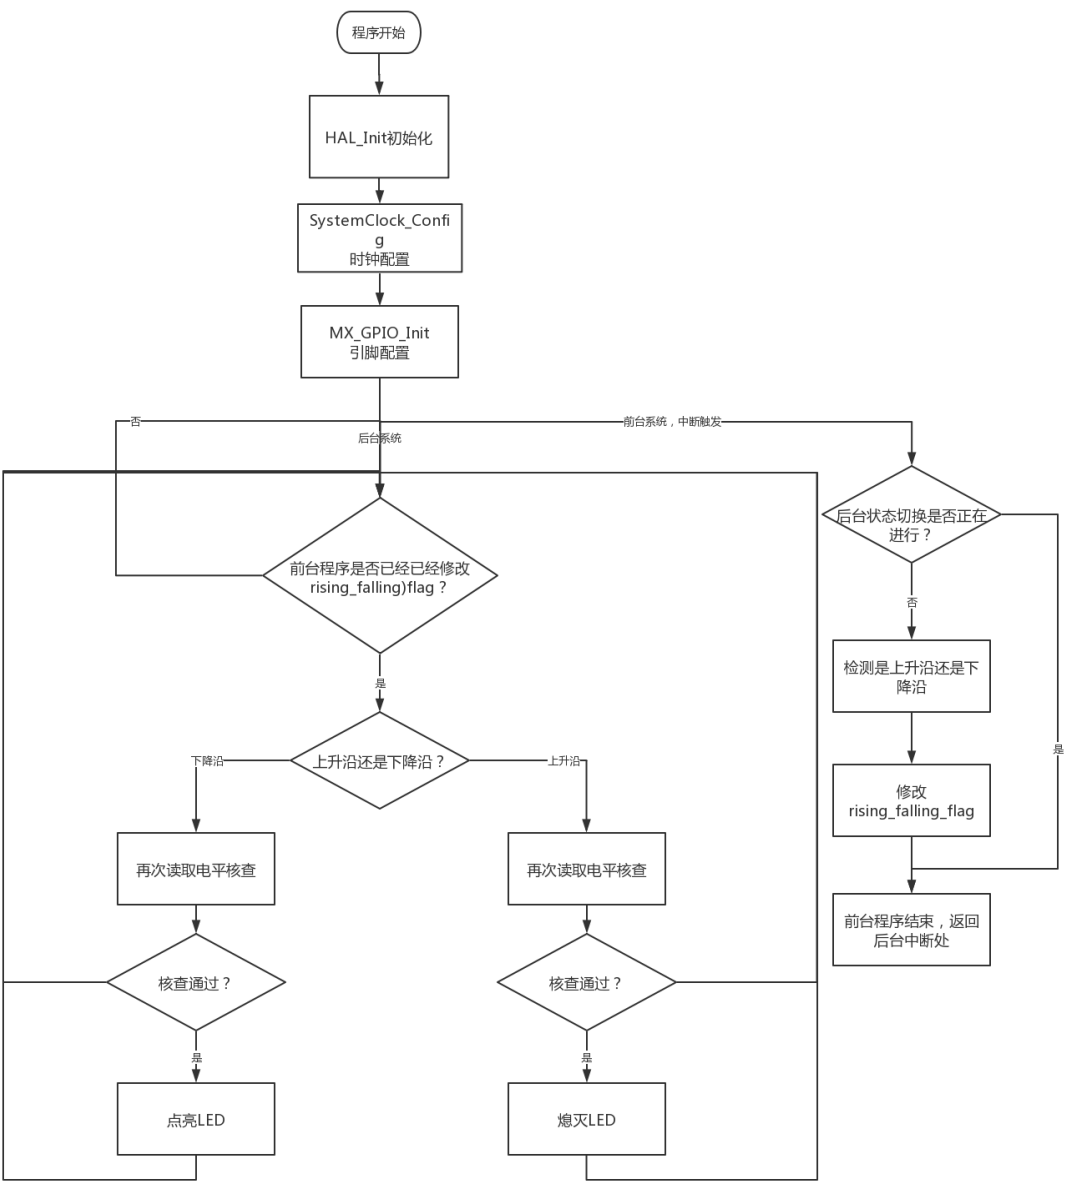 程序开始
HAL_Init初始化
SystemClock_Confi
g
时钟配置
MX_GPIO_Init
引脚配置
否
前台系统，中断触发
后台系统
后台状态切换是否正在
进行？
前台程序是否已经已经修改
rising_falling)flag？
否
检测是上升沿还是下
降沿
是
上升沿还是下降沿？
下降沿
上升沿
是
修改
rising_falling_flag
再次读取电平核查
再次读取电平核查
前台程序结束，返回
后台中断处
核查通过？
核查通过？
是
是
点亮LED
熄灭LED